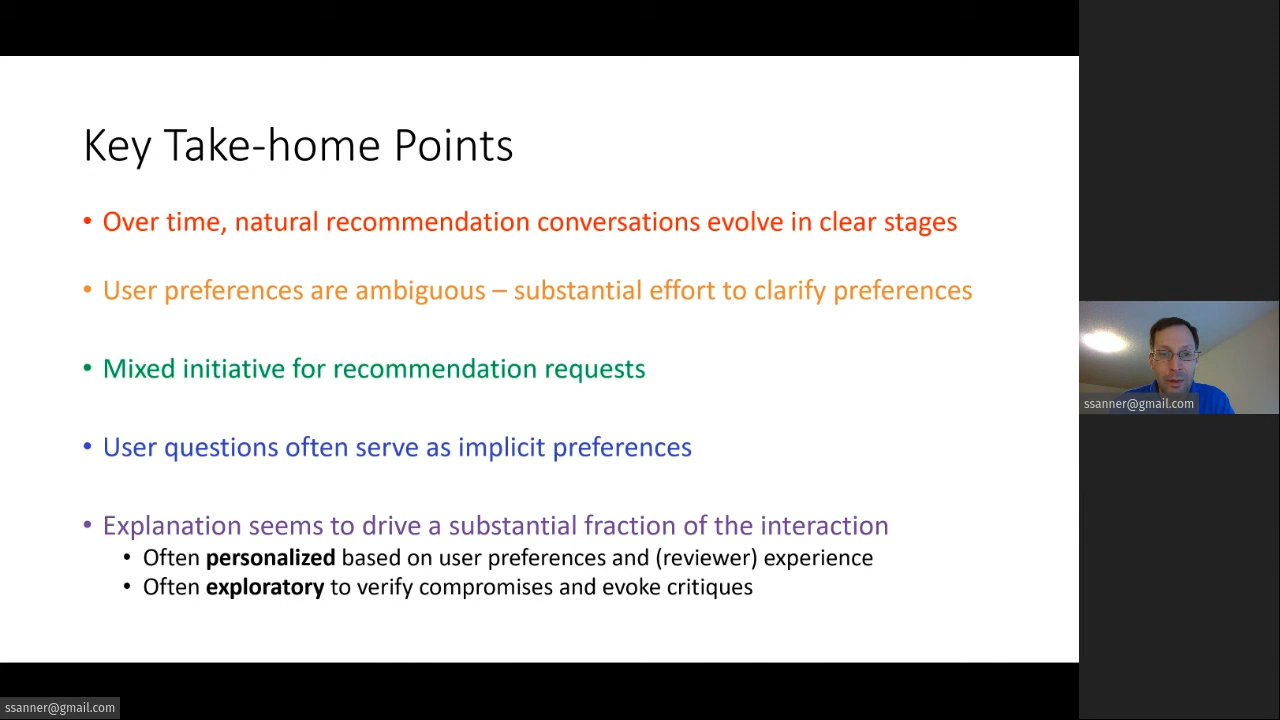 Key Take-home Points
• Over time, natural recommendation conversations evolve in clear stages
• User preferences are ambiguous – substantial effort to clarify preferences
• Mixed initiative for recommendation requests
• User questions often serve as implicit preferences
• Explanation seems to drive a substantial fraction of the interaction
• Often personalized based on user preferences and (reviewer) experience
• Often exploratory to verify compromises and evoke critiques
ssanner@gmail.com
ssanner@gmail.com